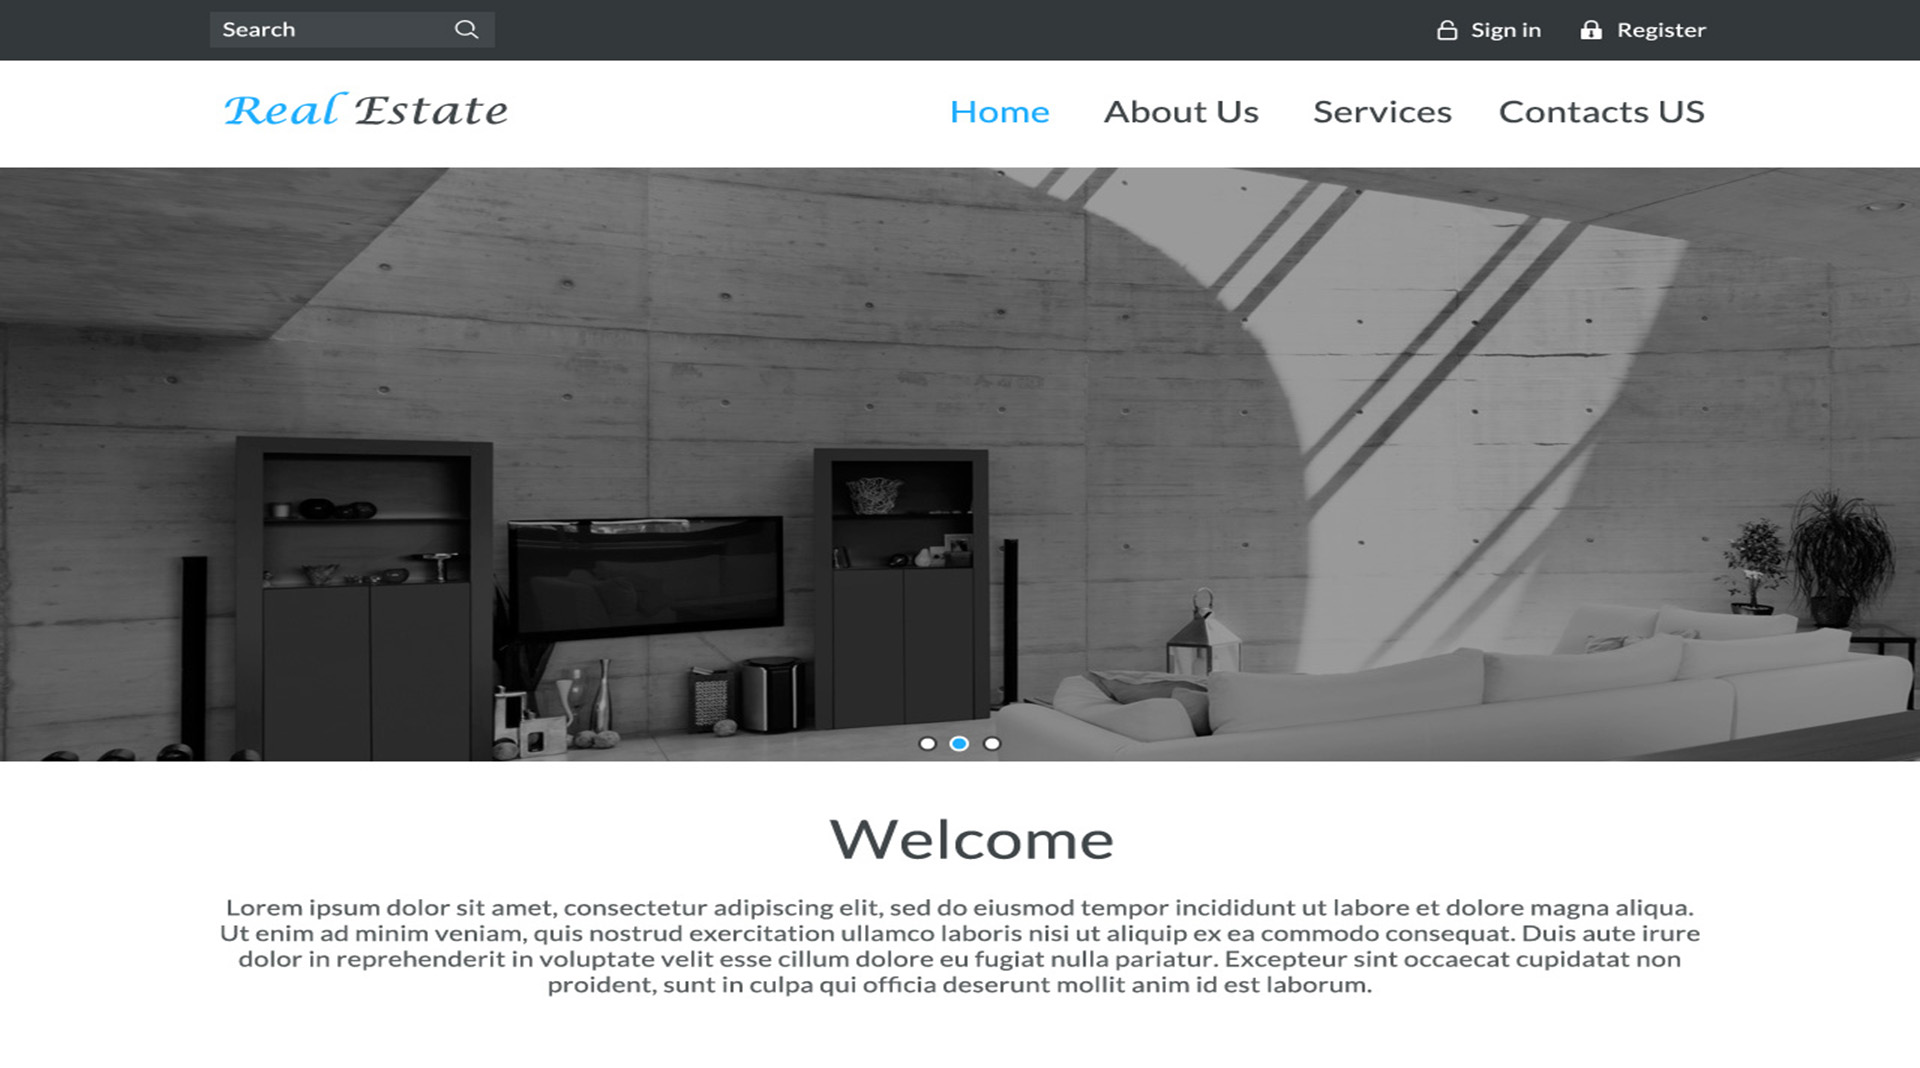 Search
Sign in
Register
Real Estate
Home
About Us
Services
Contacts US
Welcome
Lorem ipsum dolor sit amet, consectetur adipiscing elit, sed do eiusmod tempor incididunt ut labore et dolore magna aliqua.
Ut enim ad minim veniam, quis nostrud exercitation ullamco laboris nisi ut aliquip ex ea commodo consequat. Duis aute irure
dolor in reprehenderit in voluptate velit esse cillum dolore eu fugiat nulla pariatur. Excepteur sint occaecat cupidatat non
proident, sunt in culpa qui officia deserunt mollit anim id est laborum.